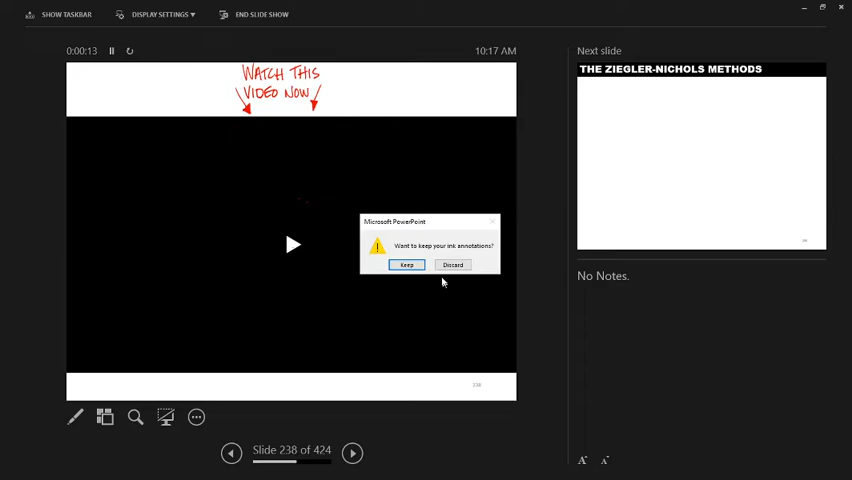 SHOW TASKBAR
DISPLAY SETTINGS ▼
END SLIDE SHOW
0:00:13
10:17 AM
WATCH THIS
VIDEO NOW
Microsoft PowerPoint
Want to keep your ink annotations?
Keep
Discard
238
Slide 238 of 424
Next slide
THE ZIEGLER-NICHOLS METHODS
No Notes.
A
A